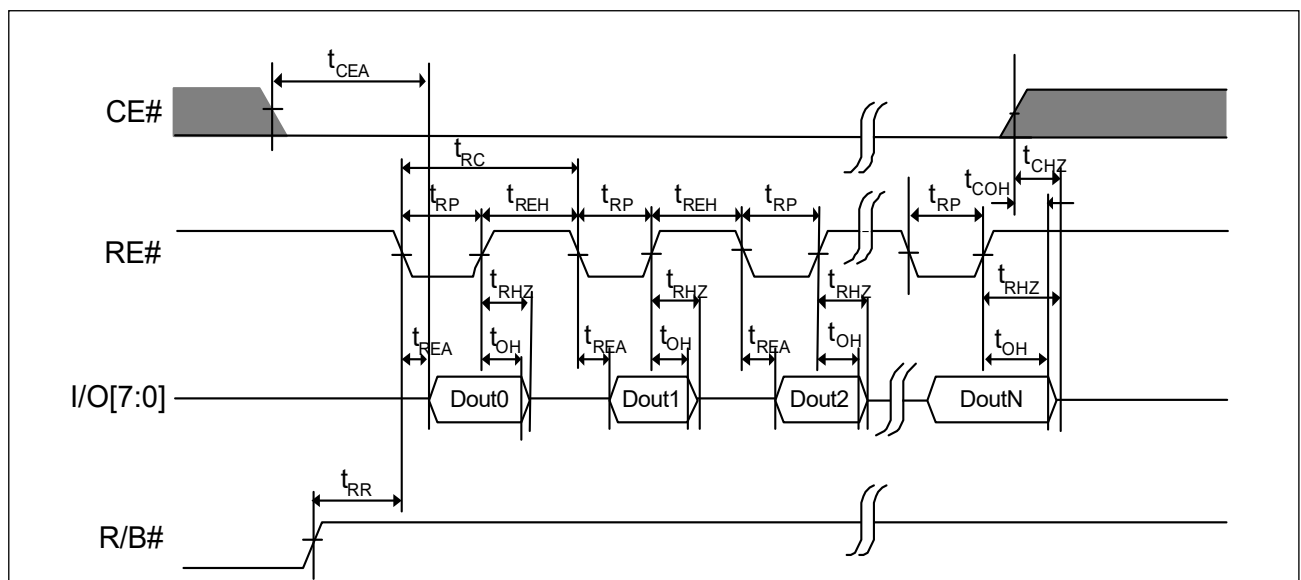 tCEA
CE#
tRC
tCHZ
tCOH
tRP tREH tRP tREH tRP tRP
RE#
tRHZ tRHZ tRHZ tRHZ
tREA tOH tREA tOH tREA tOH tOH
I/O[7:0] Dout0 Dout1 Dout2 DoutN
tRR
R/B#